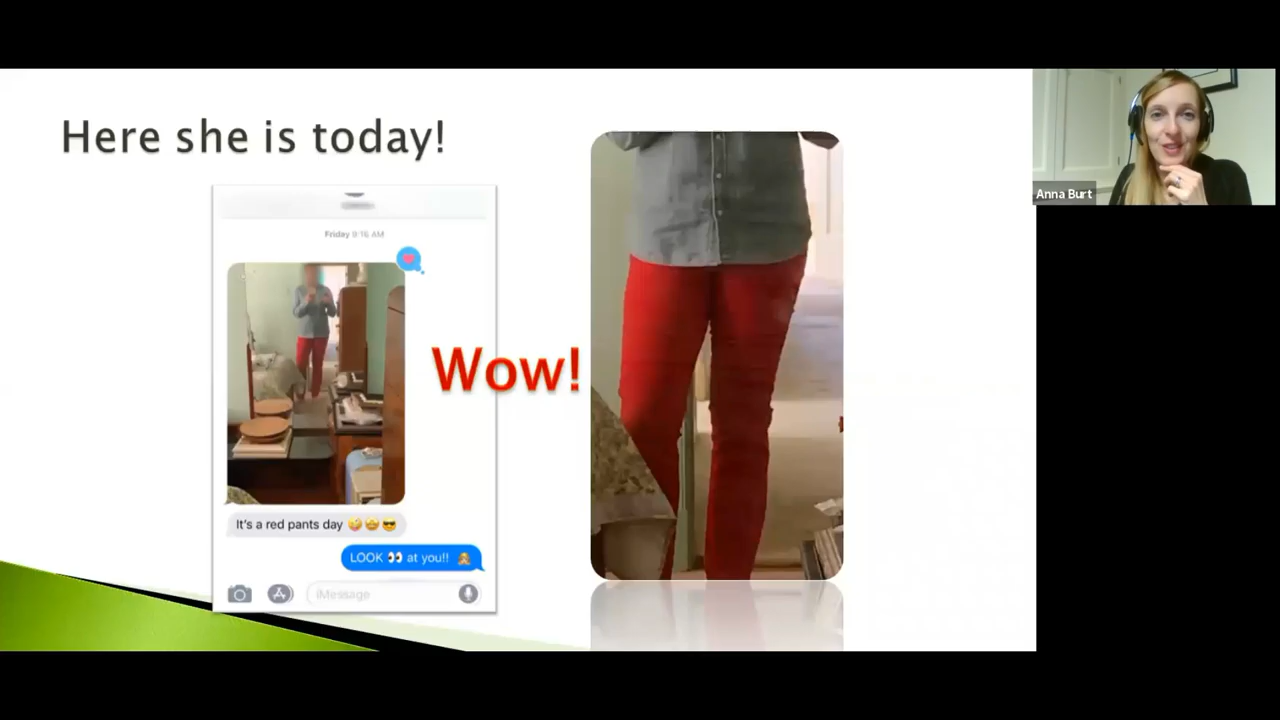 Here she is today!
Anna Burt
Friday 9:16 AM
Wow!
It's a red pants day 🤪 🤩 😎
LOOK 👀 at you!!
iMessage